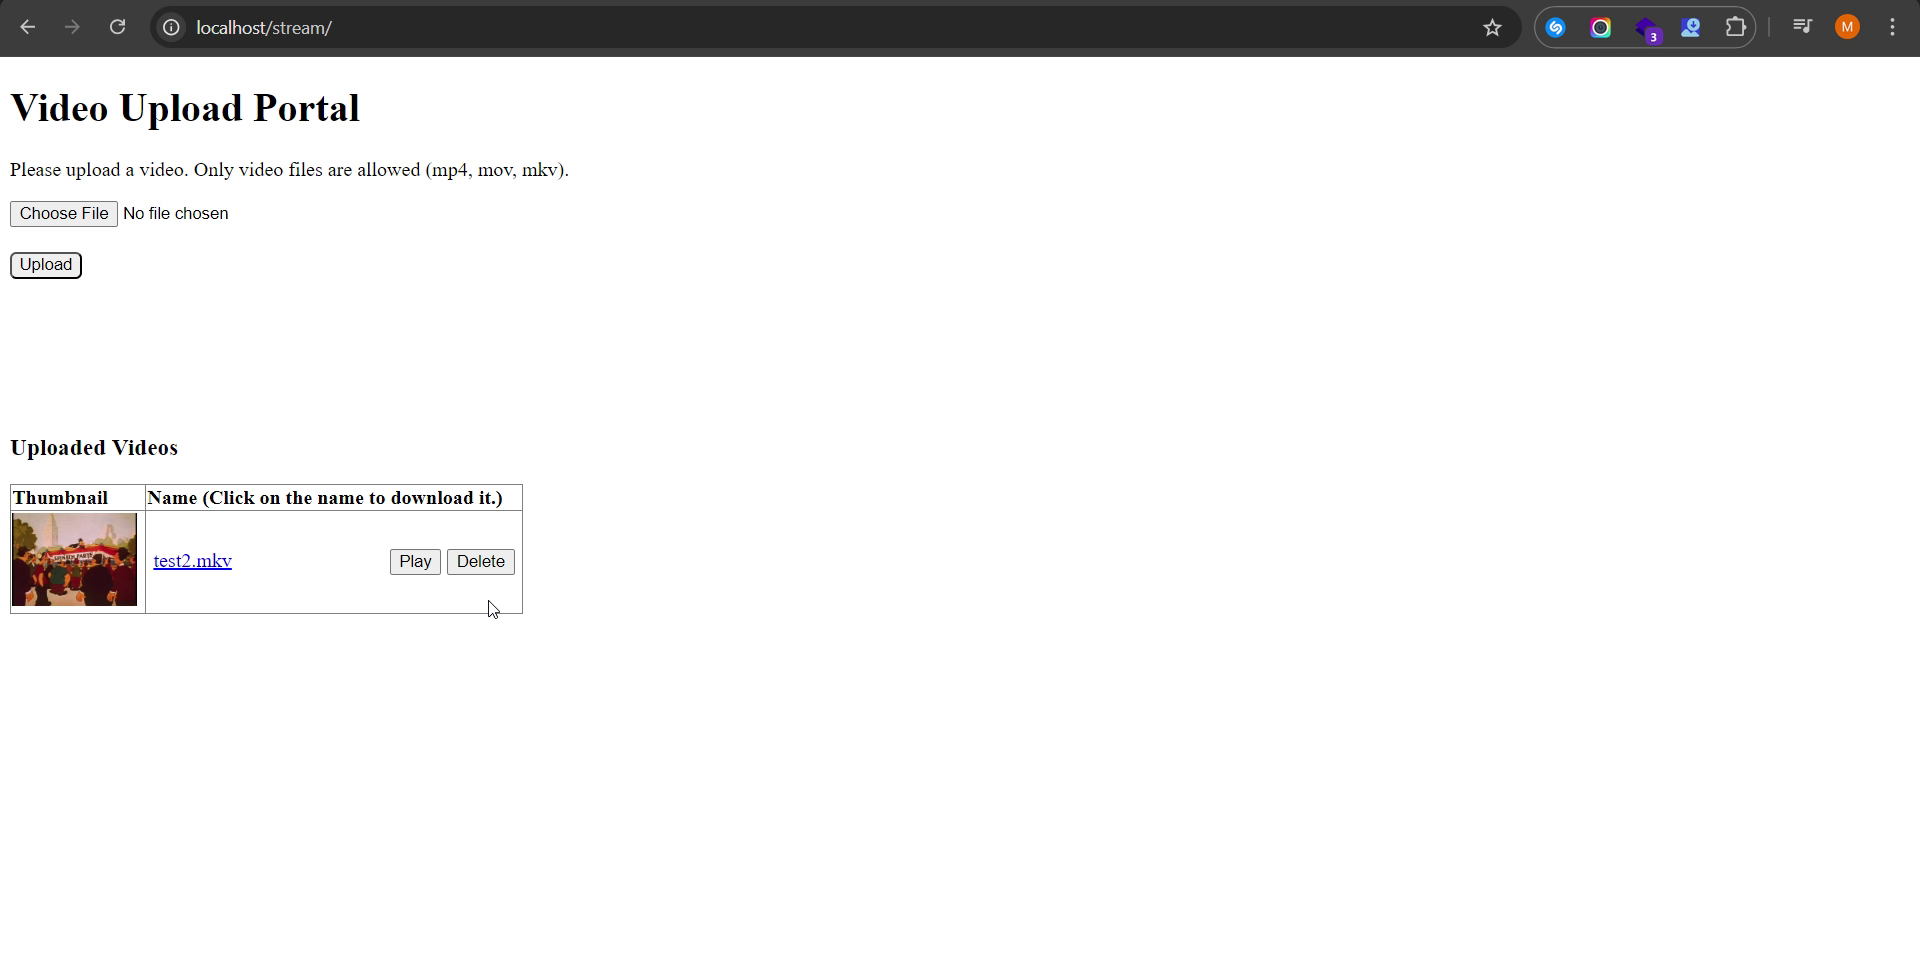 localhost/stream/
3
M
Video Upload Portal
Please upload a video. Only video files are allowed (mp4, mov, mkv).
Choose File No file chosen
Upload
Uploaded Videos
Thumbnail Name (Click on the name to download it.)
test2.mkv Play Delete